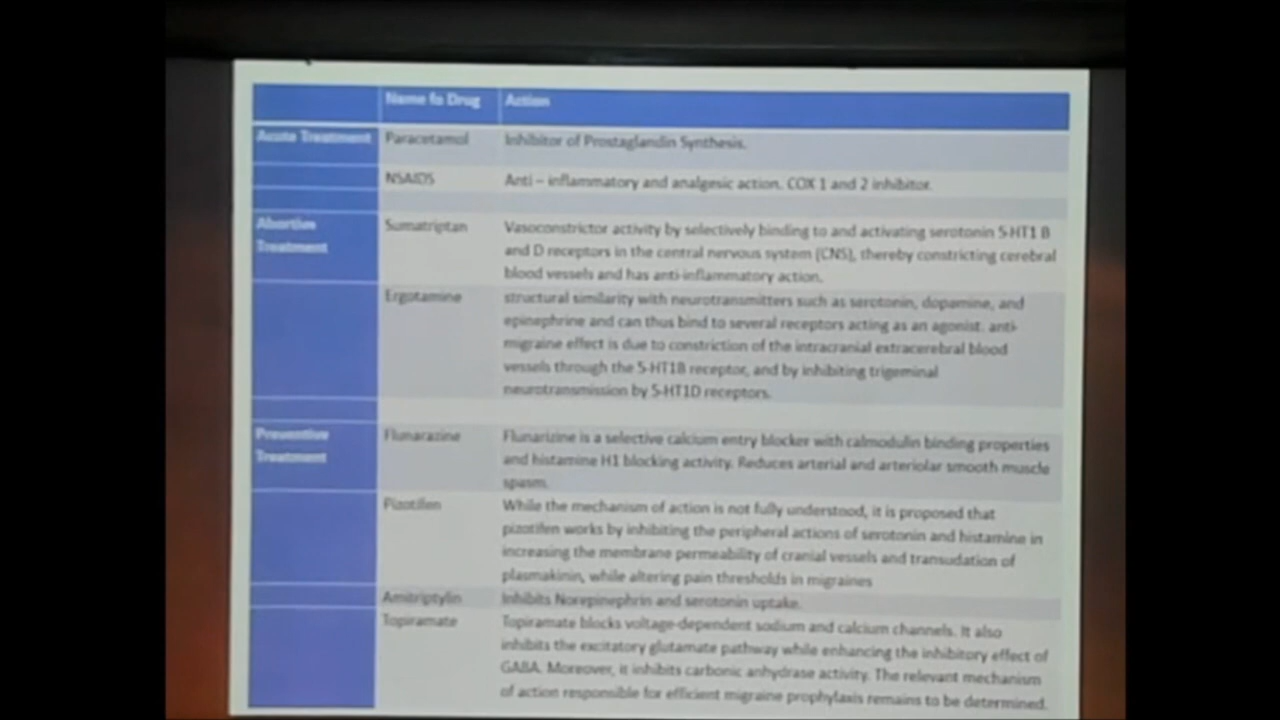 Name fo Drug Action
Acute Treatment Paracetamol Inhibitor of Prostaglandin Synthesis.
NSAIDS Anti – inflammatory and analgesic action. COX 1 and 2 inhibitor.
Abortive Treatment Sumatriptan Vasoconstrictor activity by selectively binding to and activating serotonin 5-HT1 B
and D receptors in the central nervous system (CNS), thereby constricting cerebral
blood vessels and has anti-inflammatory action.
Ergotamine structural similarity with neurotransmitters such as serotonin, dopamine, and
epinephrine and can thus bind to several receptors acting as an agonist. anti-
migraine effect is due to constriction of the intracranial extracerebral blood
vessels through the 5-HT1B receptor, and by inhibiting trigeminal
neurotransmission by 5-HT1D receptors.
Preventive Treatment Flunarazine Flunarizine is a selective calcium entry blocker with calmodulin binding properties
and histamine H1 blocking activity. Reduces arterial and arteriolar smooth muscle
spasm.
Pizotifen While the mechanism of action is not fully understood, it is proposed that
pizotifen works by inhibiting the peripheral actions of serotonin and histamine in
increasing the membrane permeability of cranial vessels and transudation of
plasmakinin, while altering pain thresholds in migraines
Amitriptylin Inhibits Norepinephrin and serotonin uptake.
Topiramate Topiramate blocks voltage-dependent sodium and calcium channels. It also
inhibits the excitatory glutamate pathway while enhancing the inhibitory effect of
GABA. Moreover, it inhibits carbonic anhydrase activity. The relevant mechanism
of action responsible for efficient migraine prophylaxis remains to be determined.